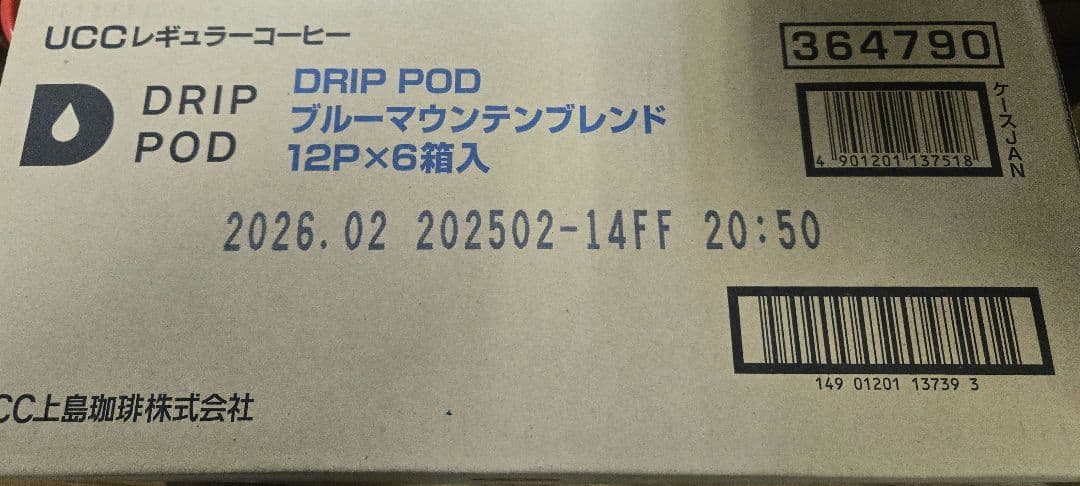 UCCレギュラーコーヒー
364790
DRIP
POD
DRIP POD
ブルーマウンテンブレンド
12P×6箱入
4 901201 137518
ケースJAN
2026.02 202502-14FF 20:50
149 01201 13739 3
CC上島珈琲株式会社